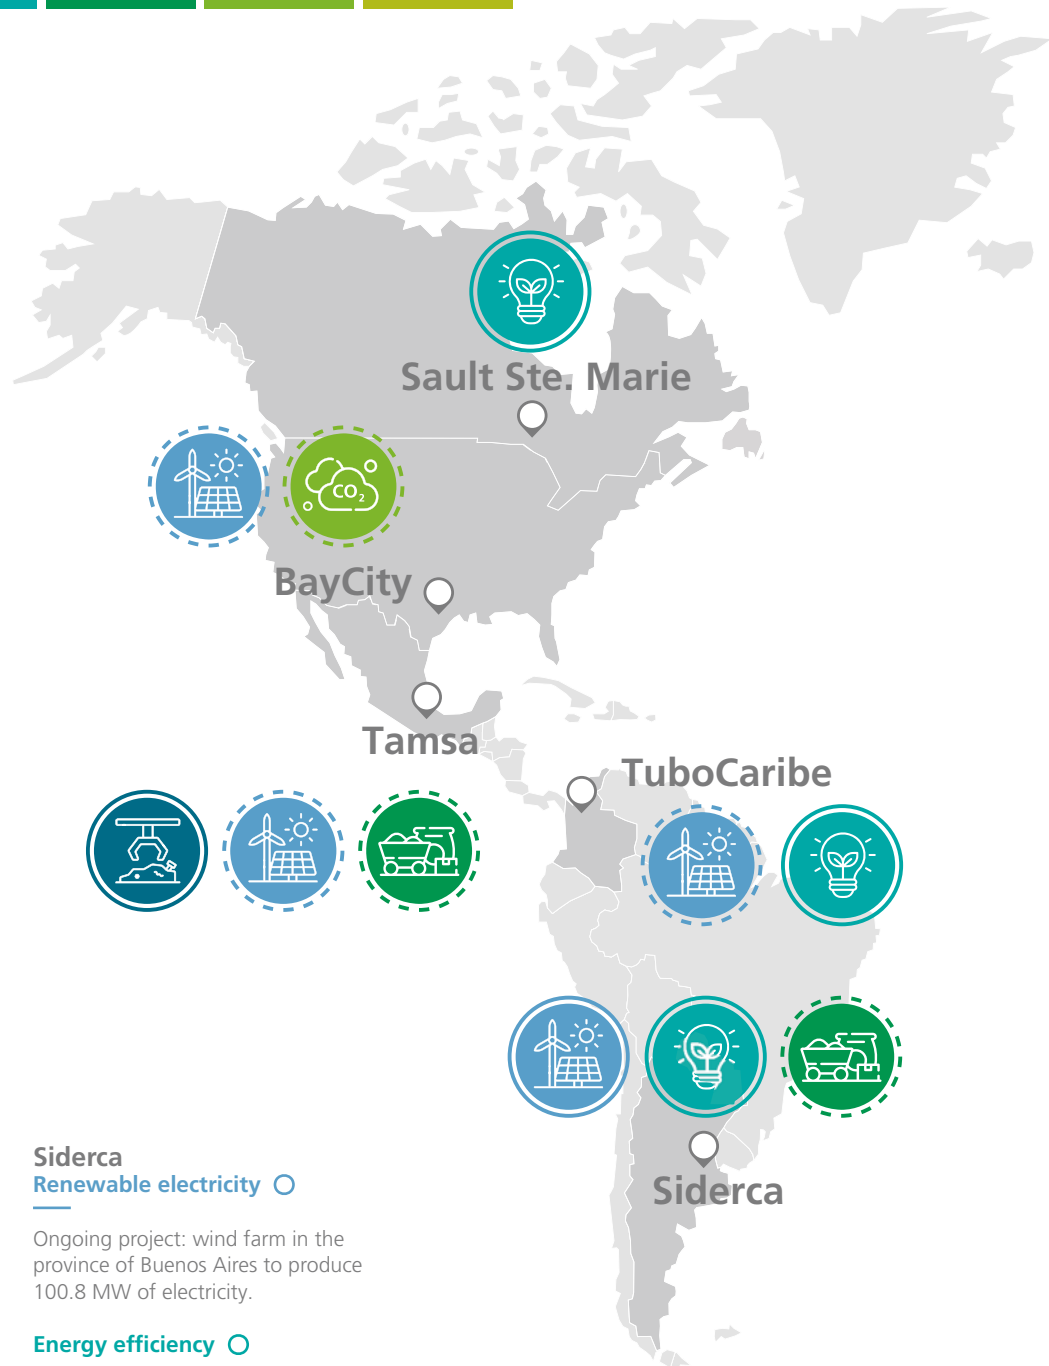 Sault Ste. Marie
CO2
BayCity
Tamsa
TuboCaribe
Siderca
Siderca
Renewable electricity
Ongoing project: wind farm in the
province of Buenos Aires to produce
100.8 MW of electricity.
Energy efficiency